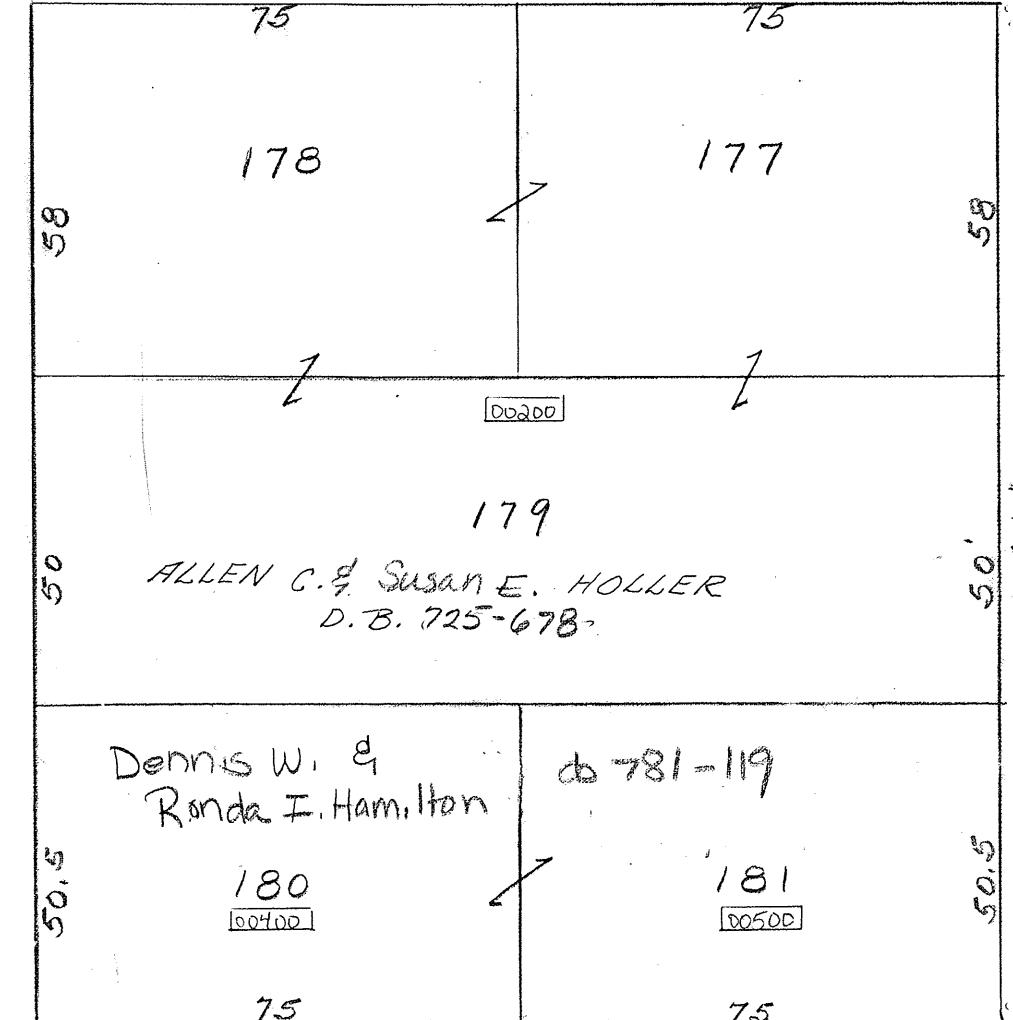 75 75
178 177
58 58
00200
179
50 50'
ALLEN C. & Susan E. HOLLER
D.B. 725-678
Dennis W. & db 781-119
Ronda I. Hamilton
50.5 50.5
180 181
00400 00500
75 75